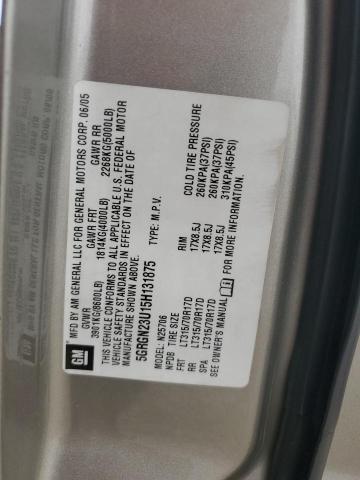 GM
MFD BY AM GENERAL LLC FOR GENERAL MOTORS CORP. 06/05
GVWR GAWR FRT GAWR RR
3901KG(8600LB) 1814KG(4000LB) 2268KG(5000LB)
THIS VEHICLE CONFORMS TO ALL APPLICABLE U.S. FEDERAL MOTOR
VEHICLE SAFETY STANDARDS IN EFFECT ON THE DATE OF
MANUFACTURE SHOWN ABOVE.
5GRGN23U15H131875 TYPE: M.P.V.
N25706
NPDB TIRE SIZE RIM COLD TIRE PRESSURE
FRT LT315/70R17D 17X8.5J 260KPA(37PSI)
RR LT315/70R17D 17X8.5J 260KPA(37PSI)
SPA LT315/70R17D 17X8.5J 310KPA(45PSI)
SEE OWNER'S MANUAL FOR MORE INFORMATION.